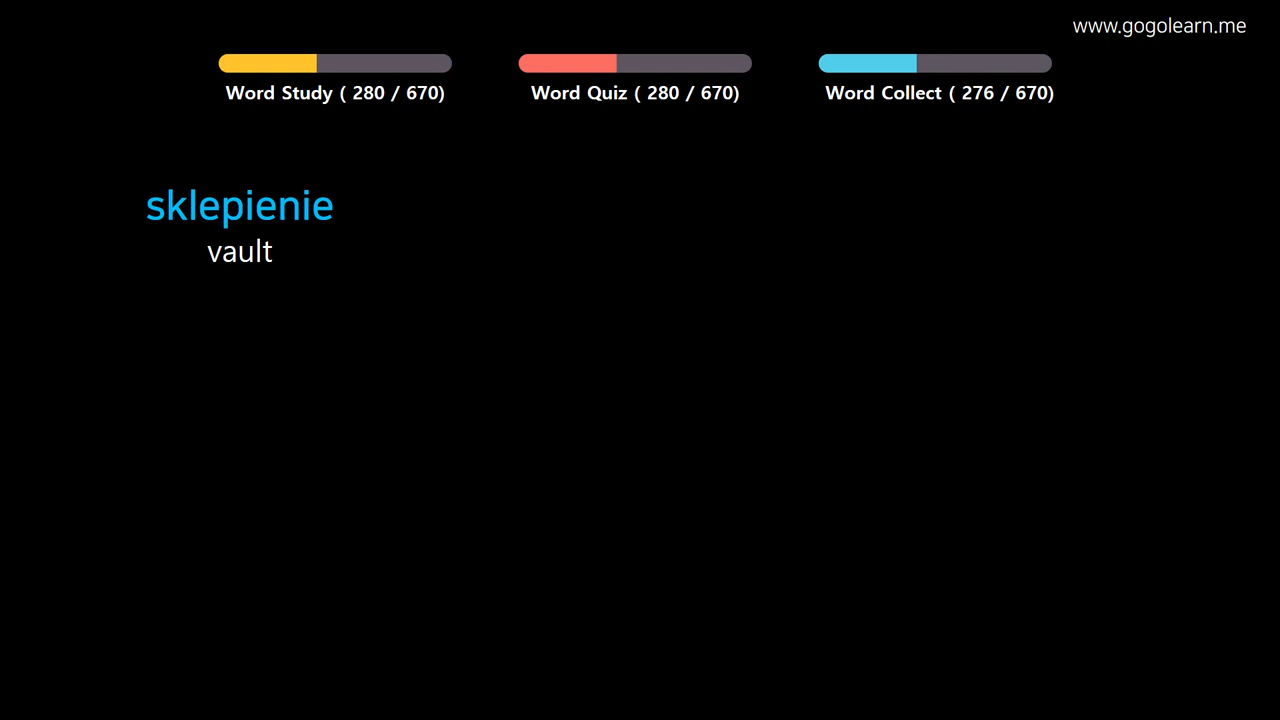 www.gogolearn.me
Word Study ( 280 / 670)
Word Quiz ( 280 / 670)
Word Collect ( 276 / 670)
sklepienie
vault